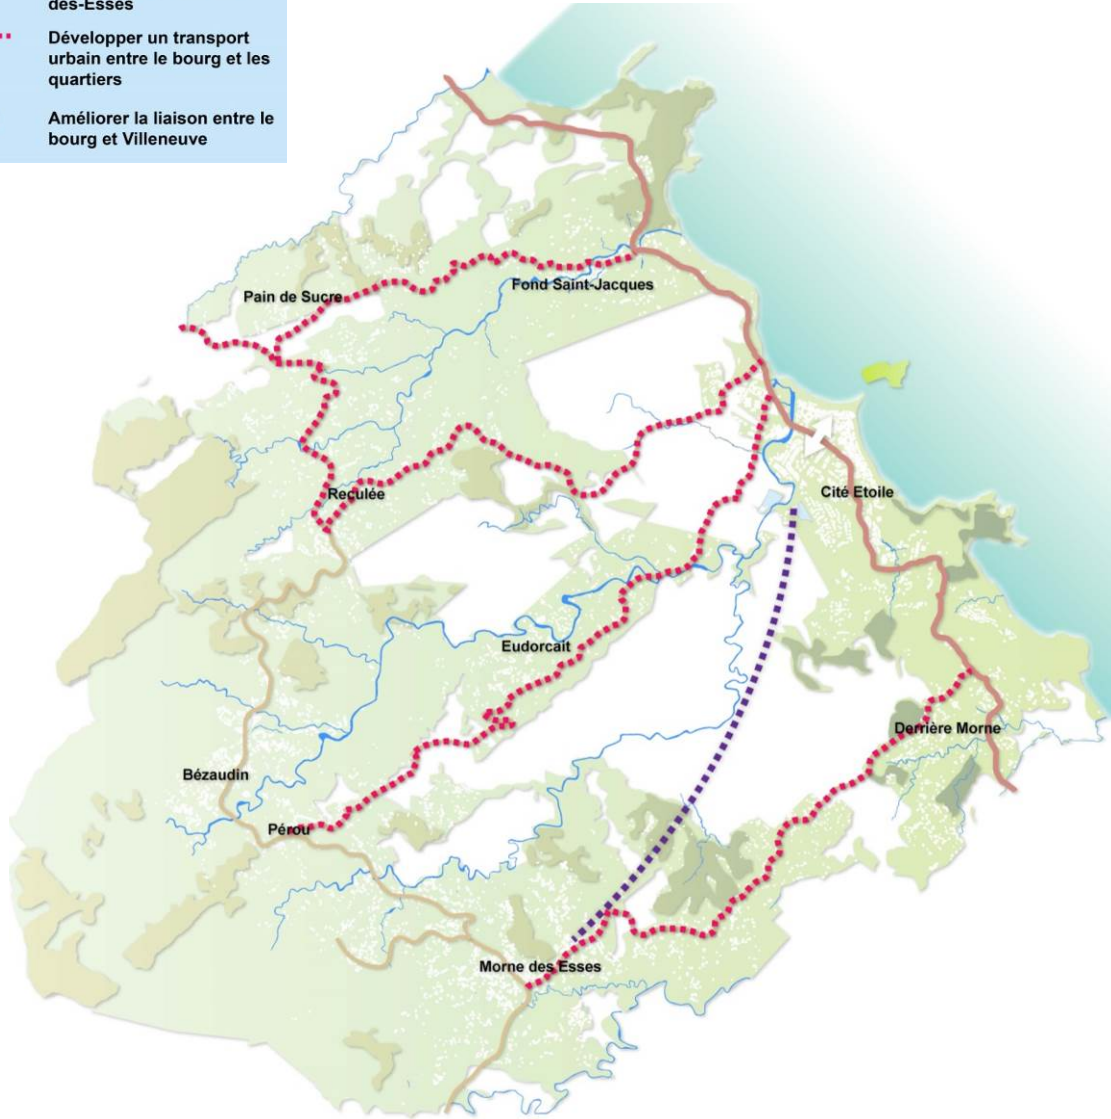 des-Esses
Développer un transport
urbain entre le bourg et les
quartiers
Améliorer la liaison entre le
bourg et Villeneuve
Pain de Sucre
Fond Saint-Jacques
Reculée
Cité Etoile
Eudorcait
Derrière Morne
Bézaudin
Pérou
Morne des Esses